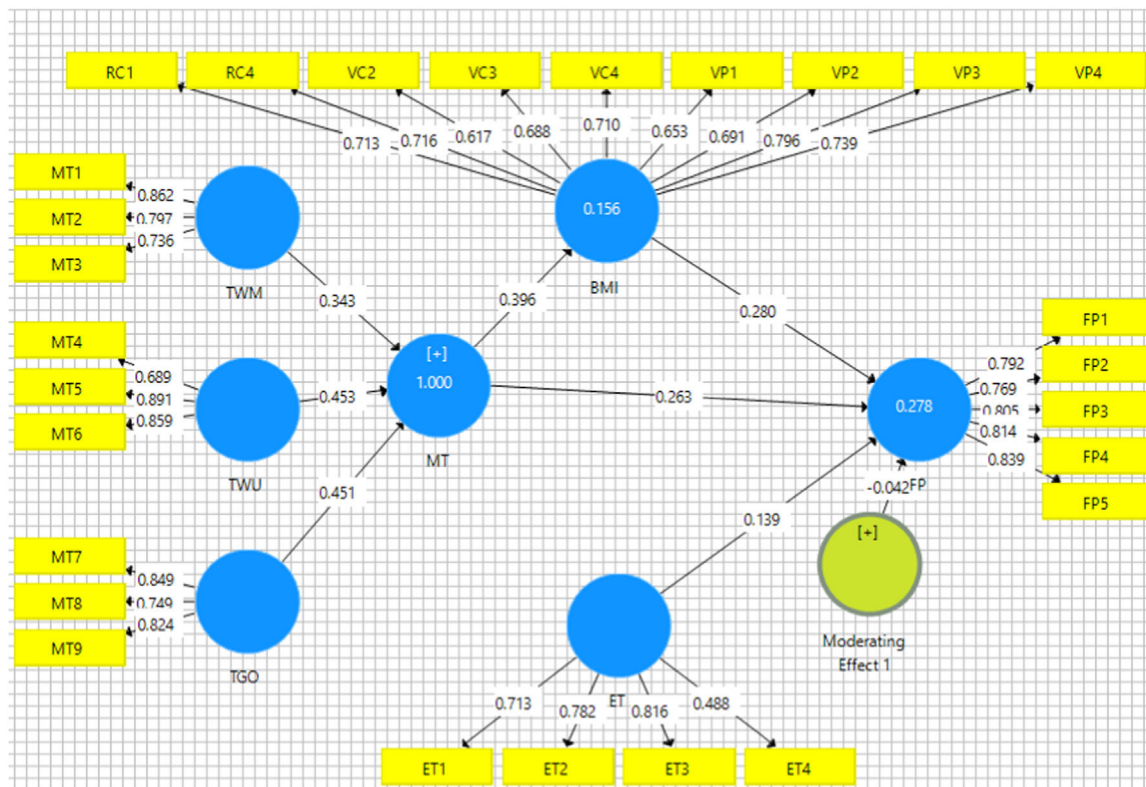 RC1 RC4 VC2 VC3 VC4 VP1 VP2 VP3 VP4
0.713 0.716 0.617 0.688 0.710 0.653 0.691 0.796 0.739
MT1
0.862
MT2
0.797
MT3
0.736
TWM
0.156
BMI
0.343
0.396
0.280
MT4
0.689
MT5
0.891
MT6
0.859
TWU
0.453
[+]
1.000
MT
0.263
0.278
FP
FP1
0.792
FP2
0.769
FP3
0.805
FP4
0.814
FP5
0.839
0.451
-0.042
0.139
MT7
0.849
MT8
0.749
MT9
0.824
TGO
[+]
Moderating
Effect 1
ET
0.713 0.782 0.816 0.488
ET1 ET2 ET3 ET4